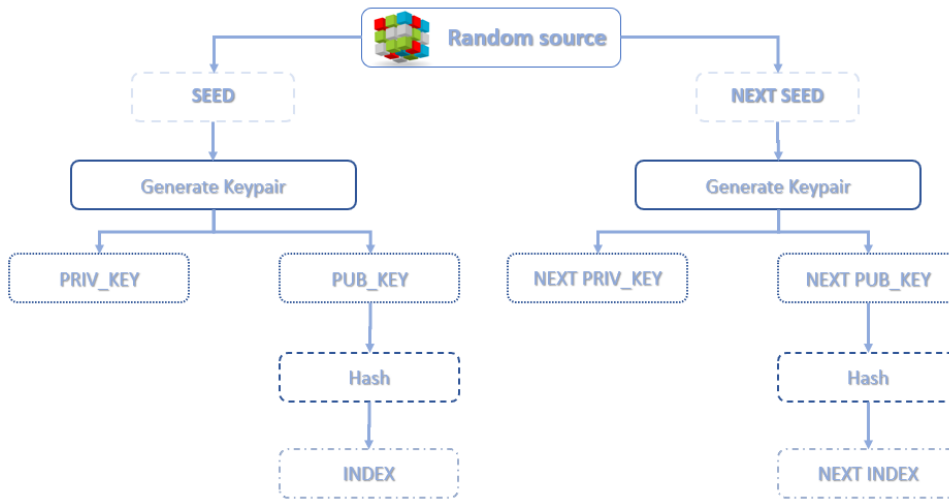 Random source
SEED
NEXT SEED
Generate Keypair
Generate Keypair
PRIV_KEY
PUB_KEY
NEXT PRIV_KEY
NEXT PUB_KEY
Hash
Hash
INDEX
NEXT INDEX